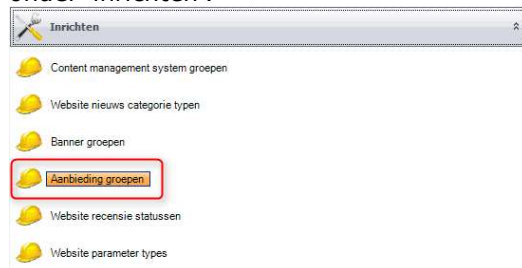 onder 'Inrichten'.
Inrichten
Content management system groepen
Website nieuws categorie typen
Banner groepen
Aanbieding groepen
Website recensie statussen
Website parameter types